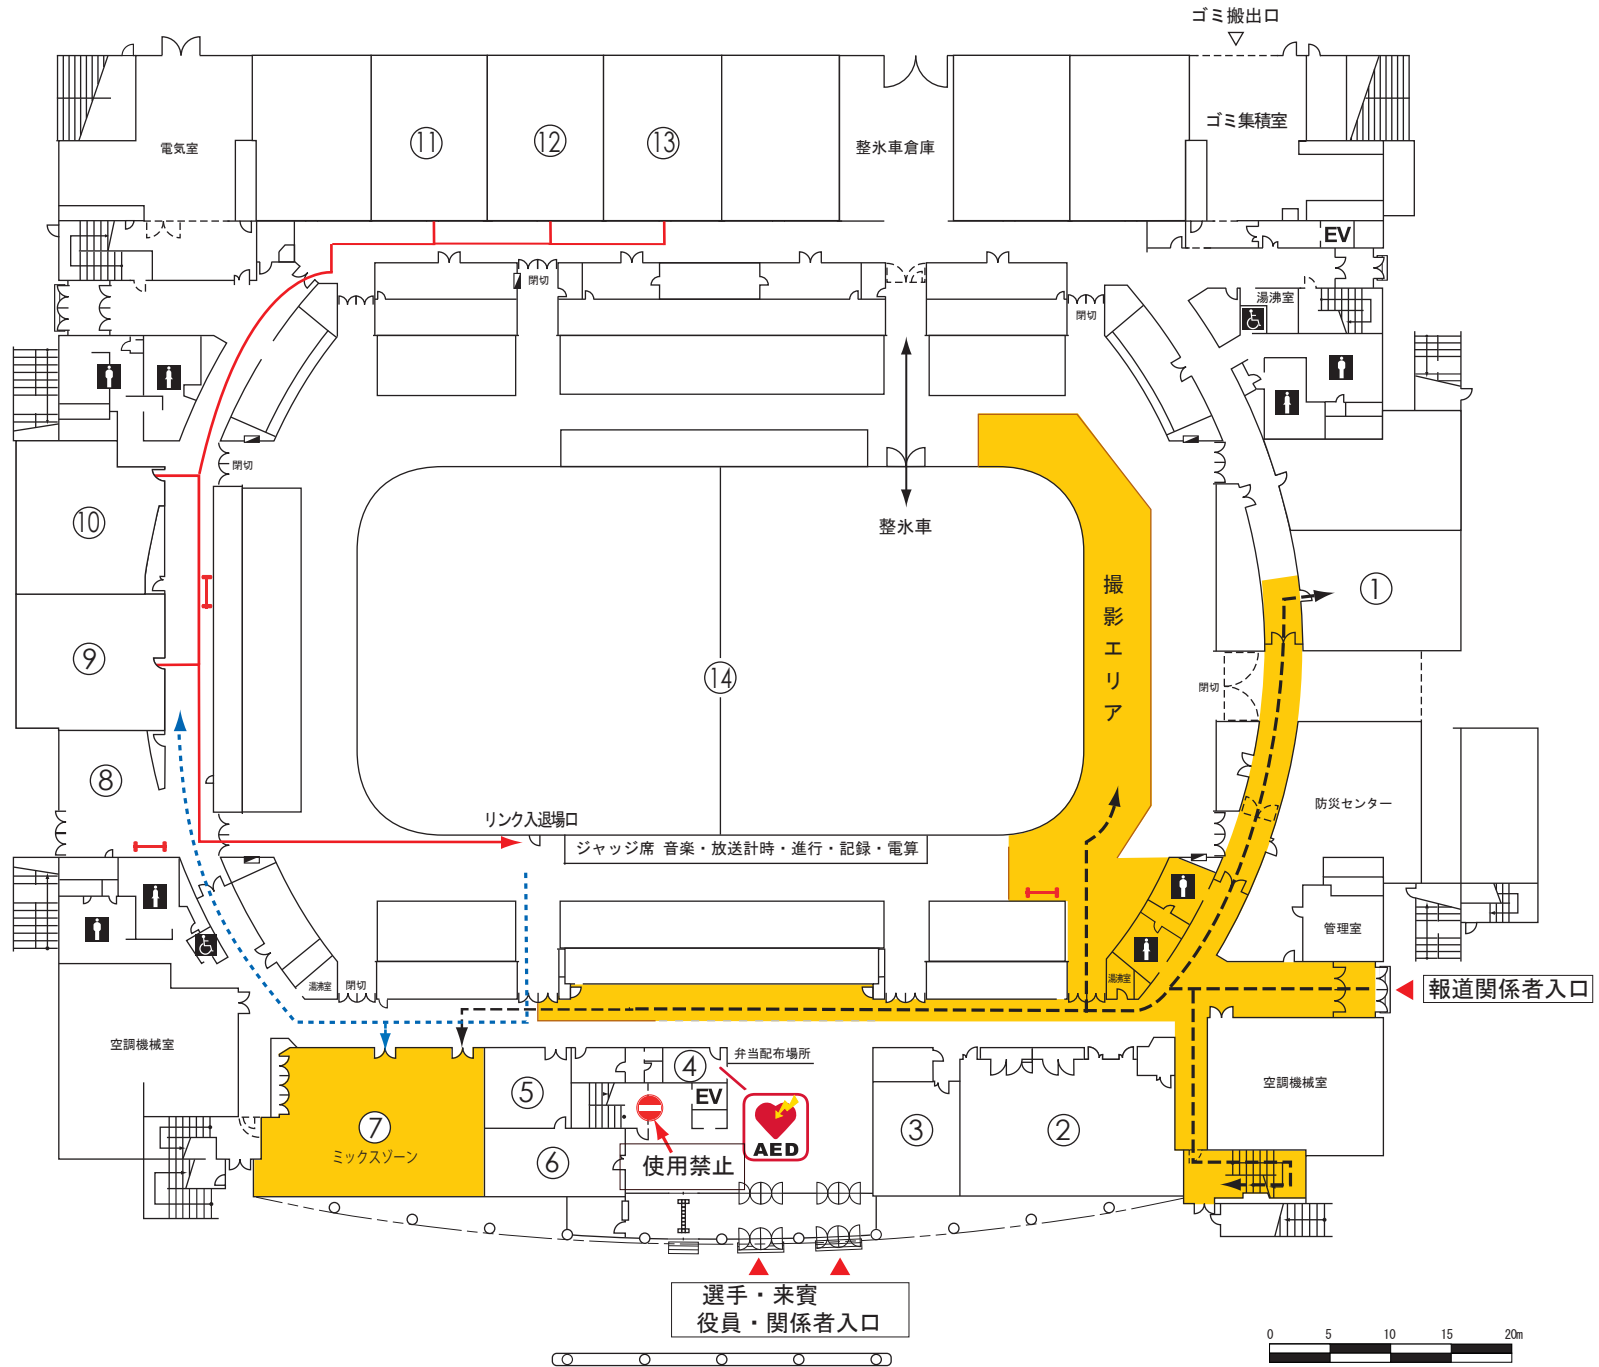 ゴミ搬出口
電気室
⑪
⑫
⑬
整氷車倉庫
ゴミ集積室
EV
閉切
閉切
閉切
湯沸室
閉切
整氷車
⑩
⑨
⑧
⑭
撮影エリア
①
閉切
防災センター
リンク入退場口
ジャッジ席 音楽・放送計時・進行・記録・電算
管理室
湯沸室
閉切
湯沸室
報道関係者入口
空調機械室
⑦
ミックスゾーン
⑤
⑥
④
弁当配布場所
EV
AED
使用禁止
③
②
空調機械室
選手・来賓
役員・関係者入口
0 5 10 15 20m